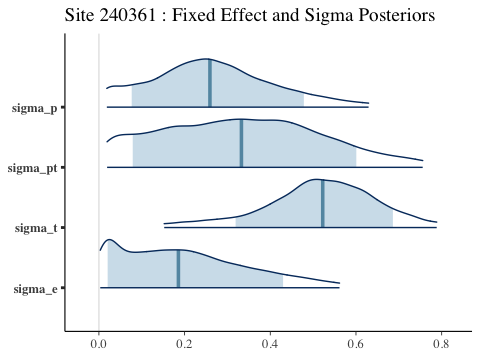 Site 240361 : Fixed Effect and Sigma Posteriors
sigma_p
sigma_pt
sigma_t
sigma_e
0.0 0.2 0.4 0.6 0.8